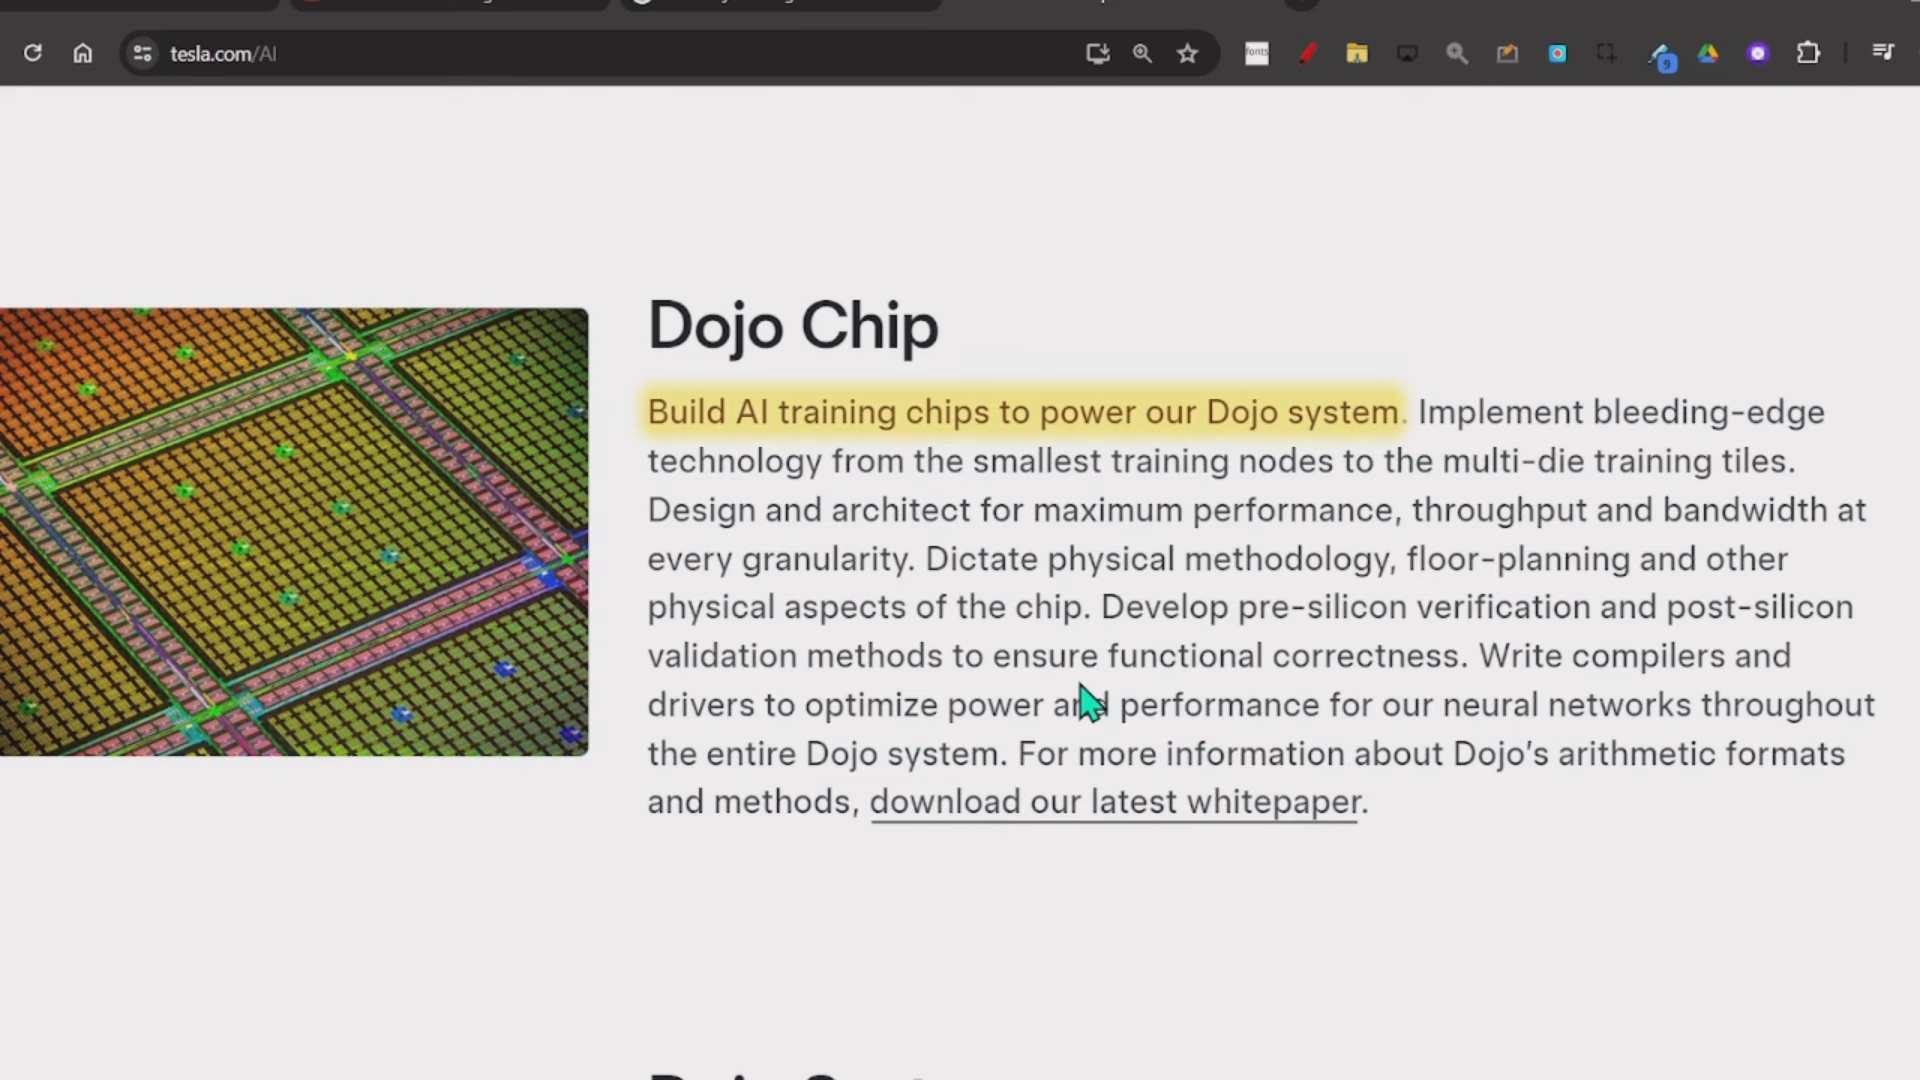 tesla.com/AI
fonts
9
Dojo Chip
Build AI training chips to power our Dojo system. Implement bleeding-edge
technology from the smallest training nodes to the multi-die training tiles.
Design and architect for maximum performance, throughput and bandwidth at
every granularity. Dictate physical methodology, floor-planning and other
physical aspects of the chip. Develop pre-silicon verification and post-silicon
validation methods to ensure functional correctness. Write compilers and
drivers to optimize power and performance for our neural networks throughout
the entire Dojo system. For more information about Dojo’s arithmetic formats
and methods, download our latest whitepaper.